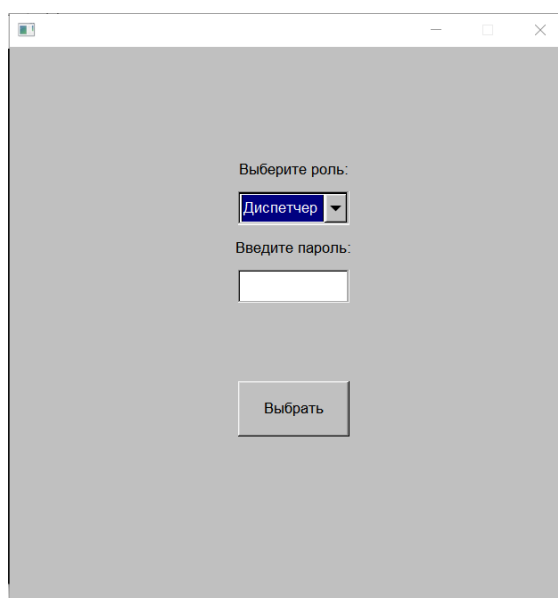 Выберите роль:
Диспетчер
Введите пароль:
Выбрать